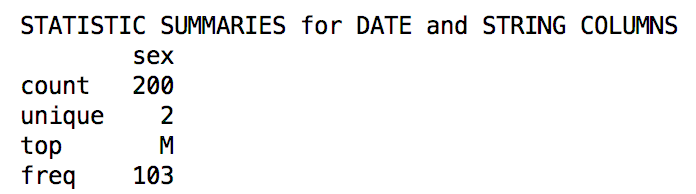 STATISTIC SUMMARIES for DATE and STRING COLUMNS
sex
count 200
unique 2
top M
freq 103